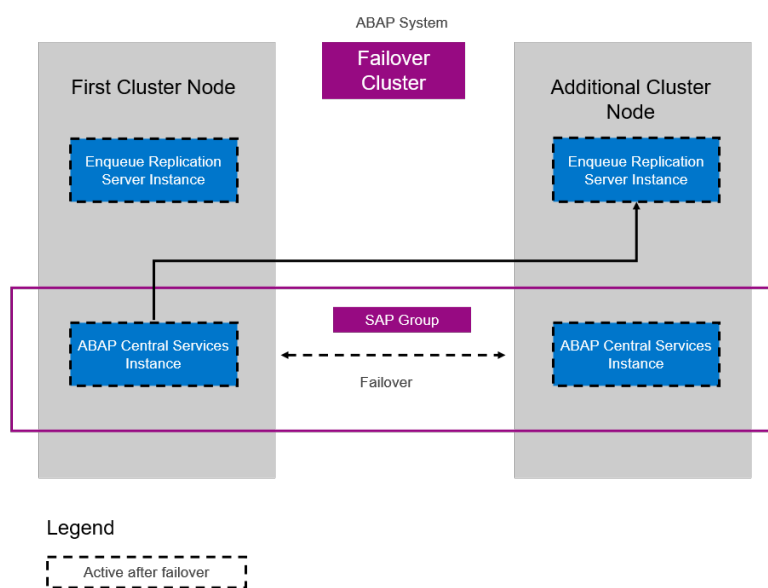 ABAP System
Failover
Cluster
First Cluster Node
Additional Cluster
Node
Enqueue Replication
Server Instance
Enqueue Replication
Server Instance
SAP Group
ABAP Central Services
Instance
ABAP Central Services
Instance
Failover
Legend
Active after failover